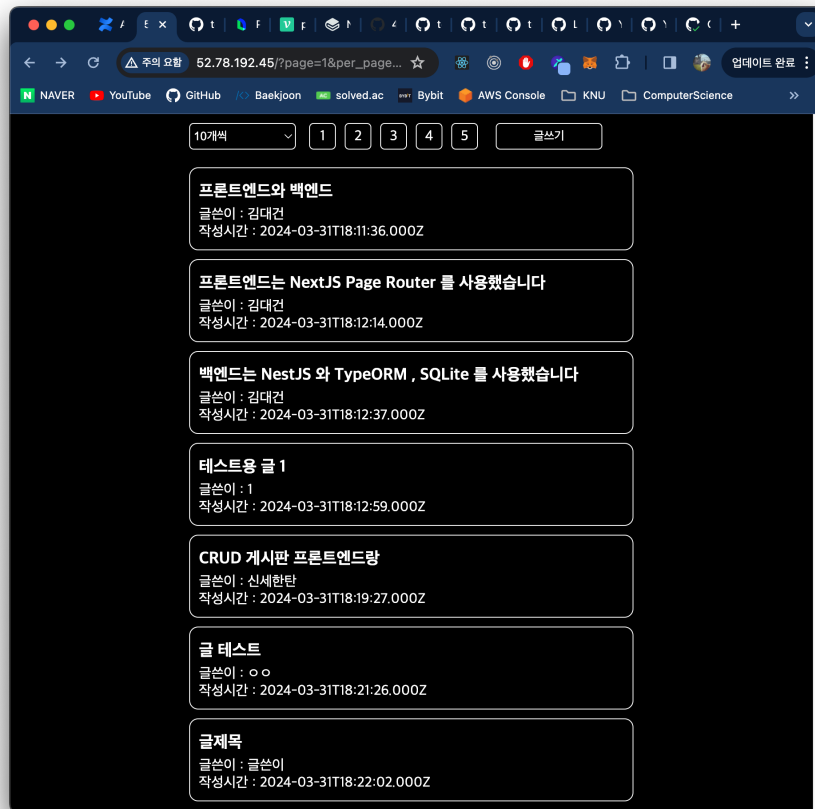 주의 요함 52.78.192.45/?page=1&per_page... 업데이트 완료
NAVER YouTube GitHub Baekjoon solved.ac Bybit AWS Console KNU ComputerScience »
10개씩 1 2 3 4 5 글쓰기
프론트엔드와 백엔드
글쓴이 : 김대건
작성시간 : 2024-03-31T18:11:36.000Z
프론트엔드는 NextJS Page Router 를 사용했습니다
글쓴이 : 김대건
작성시간 : 2024-03-31T18:12:14.000Z
백엔드는 NestJS 와 TypeORM , SQLite 를 사용했습니다
글쓴이 : 김대건
작성시간 : 2024-03-31T18:12:37.000Z
테스트용 글 1
글쓴이 : 1
작성시간 : 2024-03-31T18:12:59.000Z
CRUD 게시판 프론트엔드랑
글쓴이 : 신세한탄
작성시간 : 2024-03-31T18:19:27.000Z
글 테스트
글쓴이 : ㅇㅇ
작성시간 : 2024-03-31T18:21:26.000Z
글제목
글쓴이 : 글쓴이
작성시간 : 2024-03-31T18:22:02.000Z